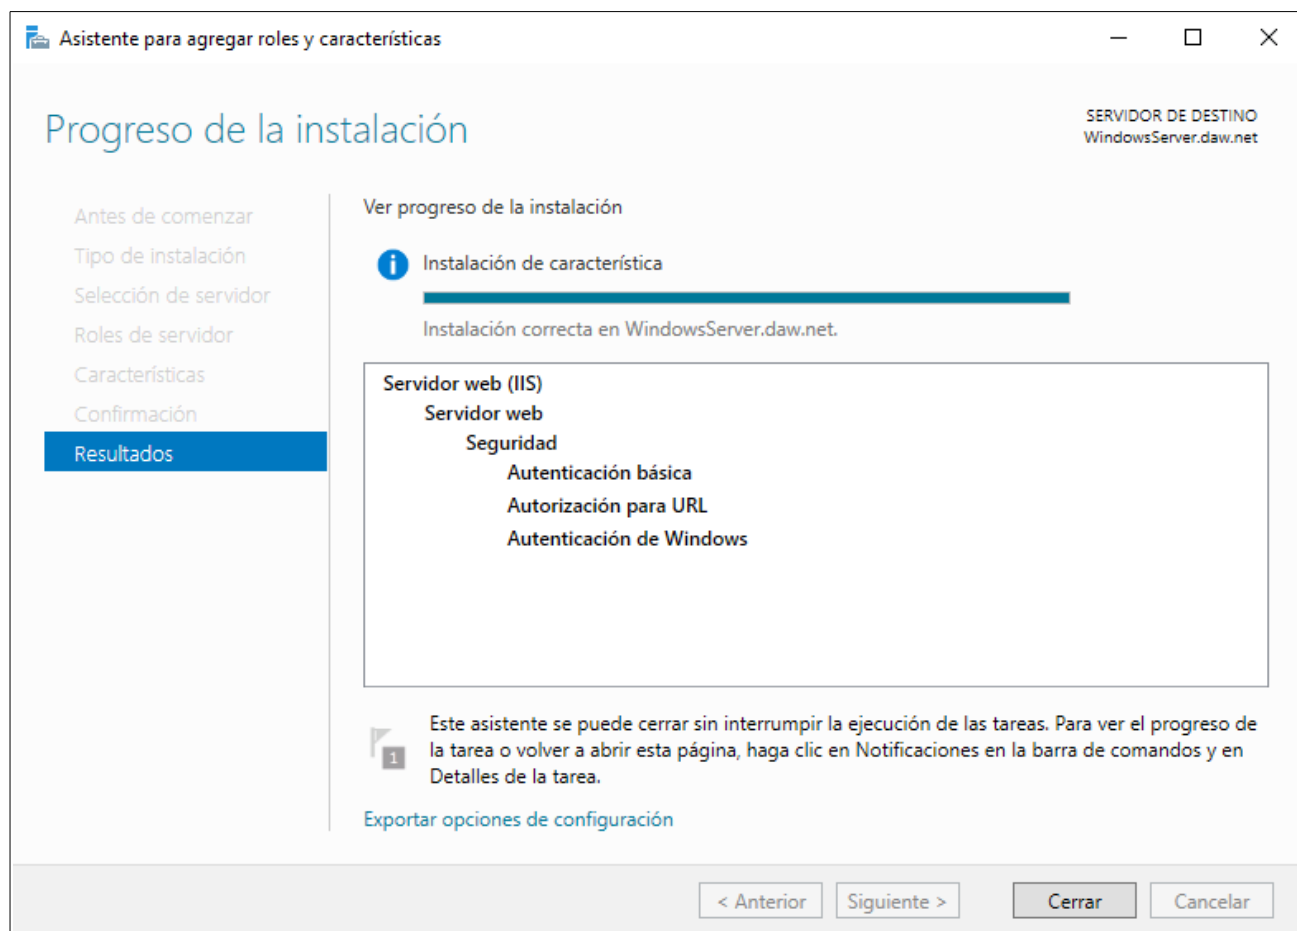 Asistente para agregar roles y características
Progreso de la instalación
SERVIDOR DE DESTINO
WindowsServer.daw.net
Antes de comenzar
Tipo de instalación
Selección de servidor
Roles de servidor
Características
Confirmación
Resultados
Ver progreso de la instalación
i
Instalación de característica
Instalación correcta en WindowsServer.daw.net.
Servidor web (IIS)
Servidor web
Seguridad
Autenticación básica
Autorización para URL
Autenticación de Windows
1
Este asistente se puede cerrar sin interrumpir la ejecución de las tareas. Para ver el progreso de
la tarea o volver a abrir esta página, haga clic en Notificaciones en la barra de comandos y en
Detalles de la tarea.
Exportar opciones de configuración
< Anterior
Siguiente >
Cerrar
Cancelar